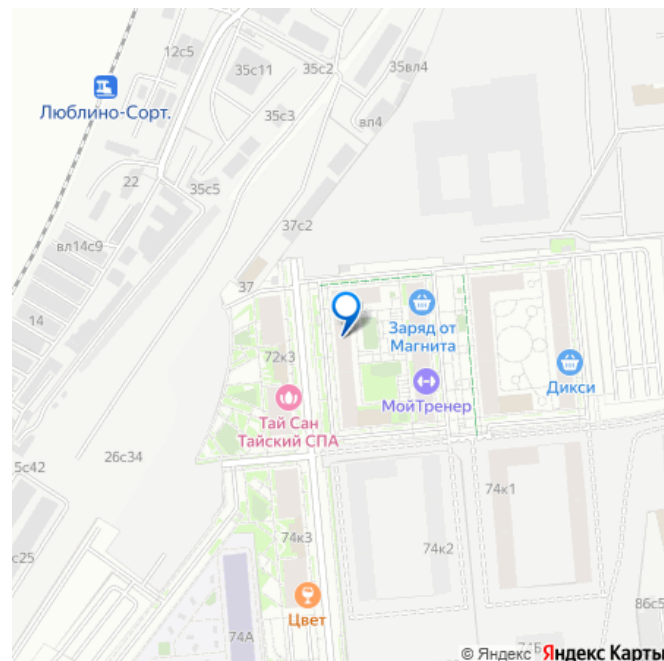 12с5
35с11
35с2
35вл4
Люблино-Сорт.
35с3
вл4
22
35с5
37с2
вл14с9
37
14
Заряд от
Магнита
72к3
МойТренер
Дикси
Тай Сан
Тайский СПА
5с42
26с34
74к1
74к3
74к2
с25
86с5
Цвет
74А
74Б
© Яндекс Яндекс Карты